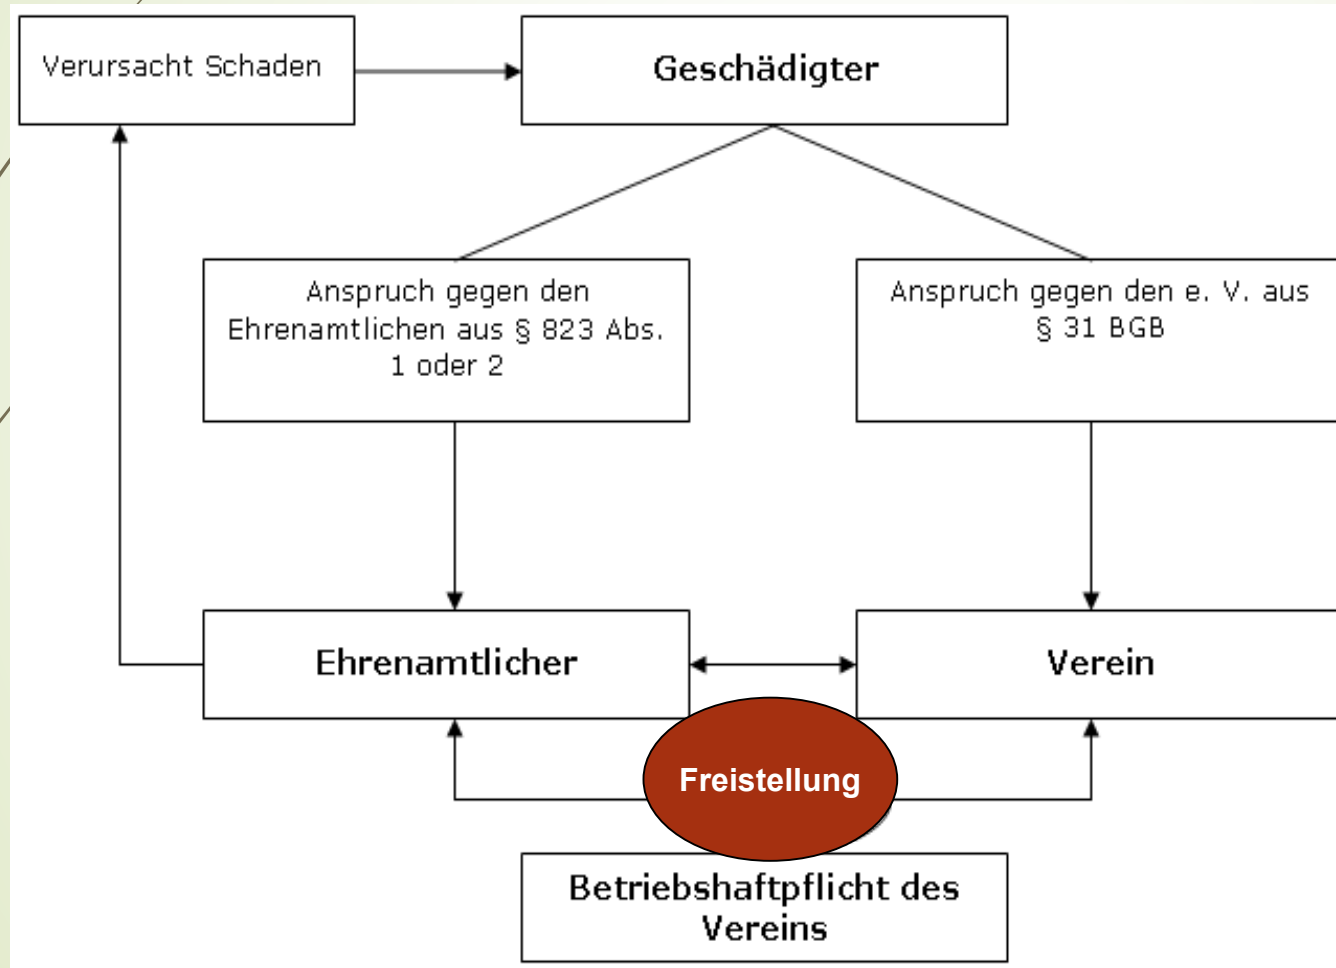 Verursacht Schaden
Geschädigter
Anspruch gegen den
Ehrenamtlichen aus § 823 Abs.
1 oder 2
Anspruch gegen den e. V. aus
§ 31 BGB
Ehrenamtlicher
Verein
Freistellung
Betriebshaftpflicht des
Vereins